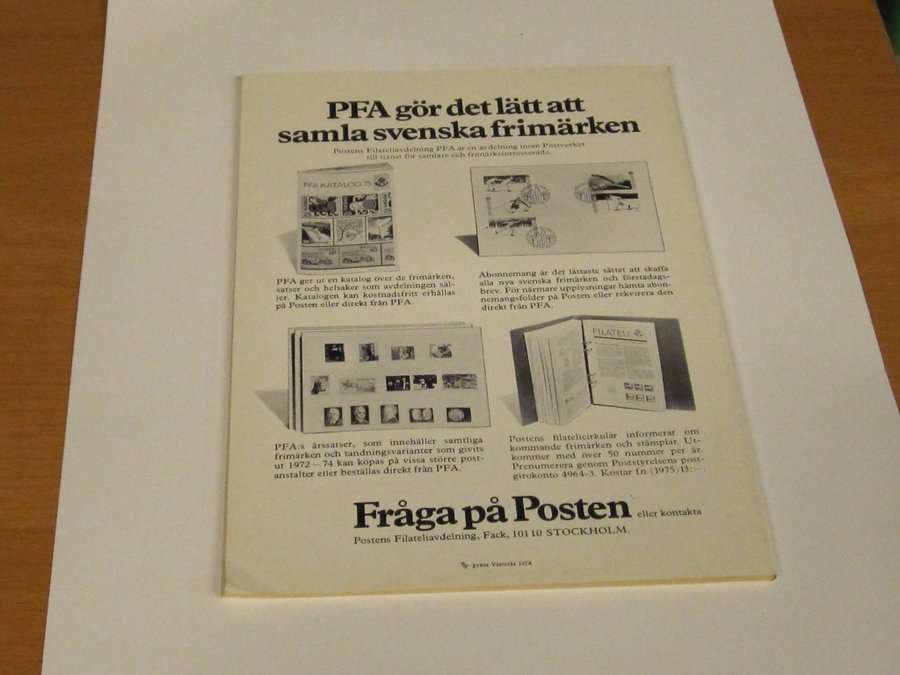 PFA gör det lätt att
samla svenska frimärken
Postens Filateliavdelning PFA är en avdelning inom Postverket
till tjänst för samlare och frimärksintresserade.
PFA KATALOG 75
PFA ger ut en katalog över de frimärken,
satser och helsaker som avdelningen säl-
jer. Katalogen kan kostnadsfritt erhållas
på Posten eller direkt från PFA.
Abonnemang är det lättaste sättet att skaffa
alla nya svenska frimärken och förstadags-
brev. För närmare upplysningar hämta abon-
nemangsfolder på Posten eller rekvirera den
direkt från PFA.
PFA:s årssatser, som innehåller samtliga
frimärken och tandningsvarianter som givits
ut 1972 – 74 kan köpas på vissa större post-
anstalter eller beställas direkt från PFA.
FILATELI
Postens filatelicirkulär informerar om
kommande frimärken och stämplar. Ut-
kommer med över 50 nummer per år.
Prenumerera genom Poststyrelsens post-
girokonto 4964-3. Kostar fn (1975) 13:–.
Fråga på Posten eller kontakta
Postens Filateliavdelning, Fack, 10110 STOCKHOLM.
-press Västerås 1974